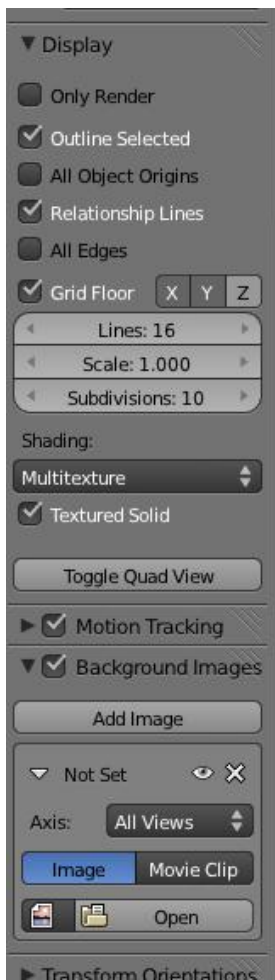 Display
Only Render
Outline Selected
All Object Origins
Relationship Lines
All Edges
Grid Floor X Y Z
Lines: 16
Scale: 1.000
Subdivisions: 10
Shading:
Multitexture
Textured Solid
Toggle Quad View
Motion Tracking
Background Images
Add Image
Not Set
Axis: All Views
Image Movie Clip
Open
Transform Orientations